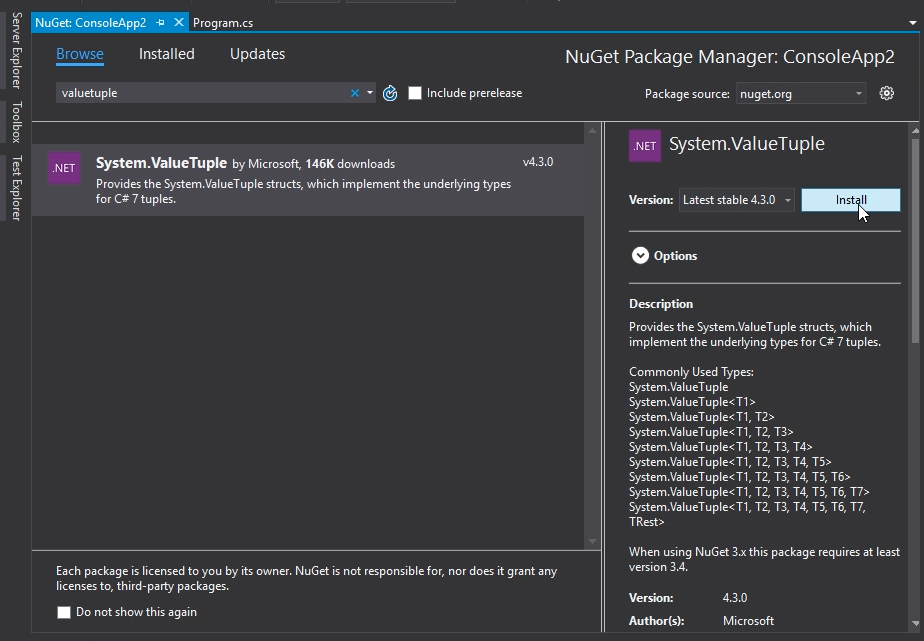 Server Explorer
Toolbox
Test Explorer
NuGet: ConsoleApp2
Program.cs
Browse
Installed
Updates
NuGet Package Manager: ConsoleApp2
valuetuple
Include prerelease
Package source:
nuget.org
.NET
System.ValueTuple by Microsoft, 146K downloads
v4.3.0
Provides the System.ValueTuple structs, which implement the underlying types
for C# 7 tuples.
.NET
System.ValueTuple
Version:
Latest stable 4.3.0
Install
Options
Description
Provides the System.ValueTuple structs, which
implement the underlying types for C# 7 tuples.
Commonly Used Types:
System.ValueTuple
System.ValueTuple<T1>
System.ValueTuple<T1, T2>
System.ValueTuple<T1, T2, T3>
System.ValueTuple<T1, T2, T3, T4>
System.ValueTuple<T1, T2, T3, T4, T5>
System.ValueTuple<T1, T2, T3, T4, T5, T6>
System.ValueTuple<T1, T2, T3, T4, T5, T6, T7>
System.ValueTuple<T1, T2, T3, T4, T5, T6, T7,
TRest>
When using NuGet 3.x this package requires at least
version 3.4.
Version:
4.3.0
Author(s):
Microsoft
Each package is licensed to you by its owner. NuGet is not responsible for, nor does it grant any
licenses to, third-party packages.
Do not show this again